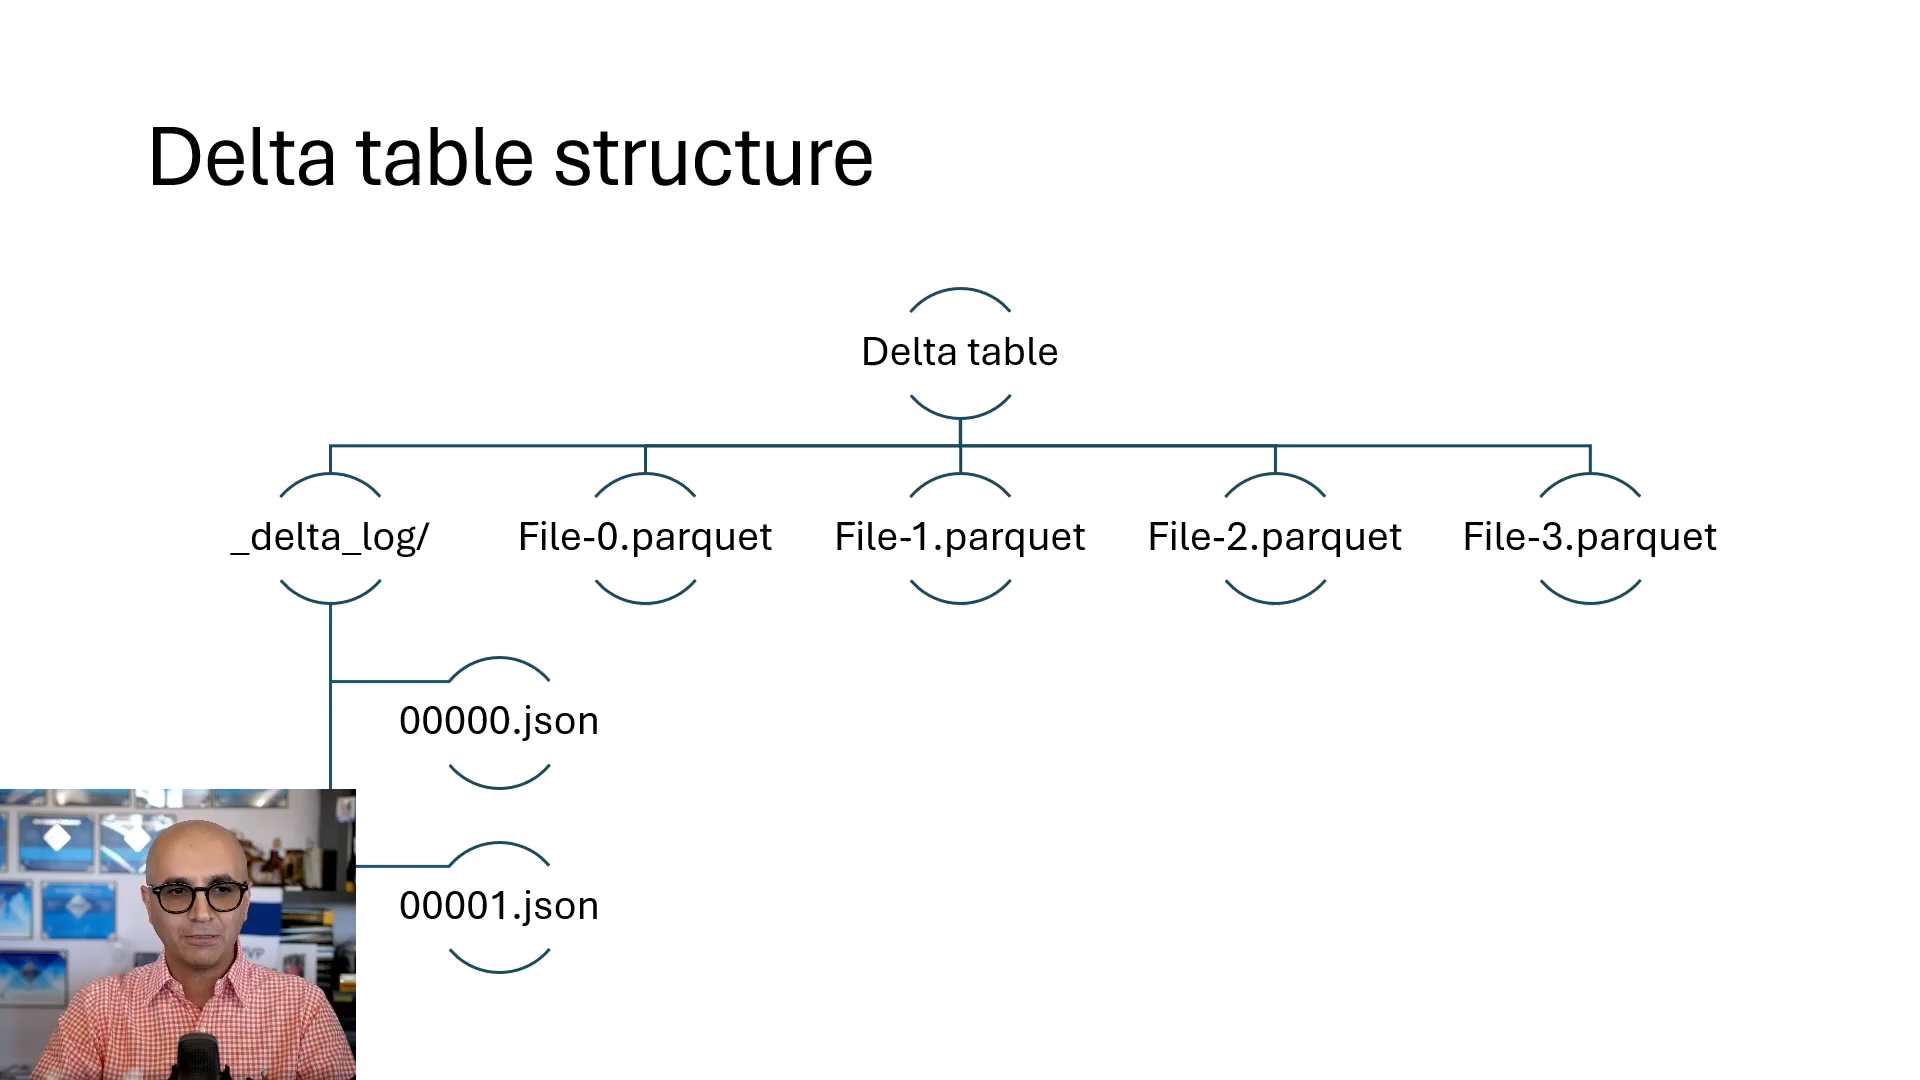 Delta table structure
Delta table
_delta_log/
File-0.parquet
File-1.parquet
File-2.parquet
File-3.parquet
00000.json
00001.json